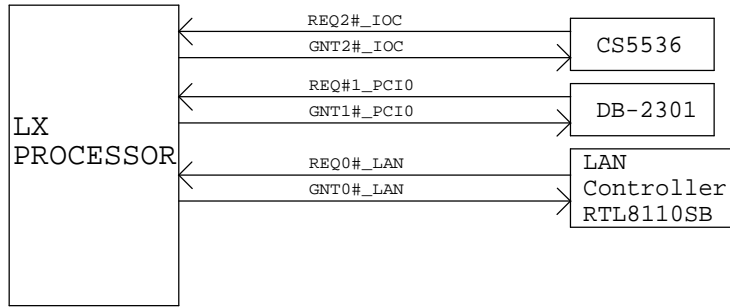 REQ2#_IOC
GNT2#_IOC
CS5536
REQ#1_PCI0
GNT1#_PCI0
DB-2301
LX
PROCESSOR
REQ0#_LAN
GNT0#_LAN
LAN
Controller
RTL8110SB